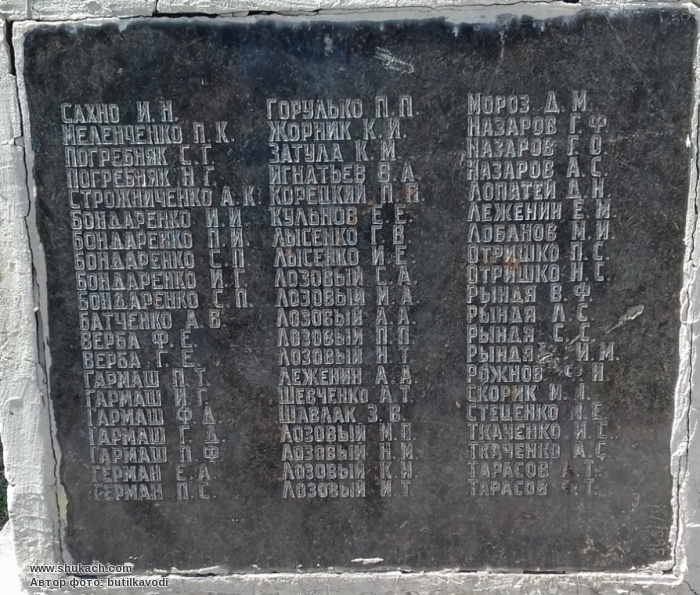 САХНО И. Н.
МЕЛЕНЧЕНКО П. К.
ПОГРЕБНЯК С. Г.
ПОГРЕБНЯК Н. С.
СТРОЖНИЧЕНКО А. К.
БОНДАРЕНКО И. И.
БОНДАРЕНКО П. И.
БОНДАРЕНКО С. П.
БОНДАРЕНКО И. Г.
БОНДАРЕНКО С. П.
БАТЧЕНКО А. В.
ВЕРБА Ф. Е.
ВЕРБА Г. Е.
ГАРМАШ П. Т.
ГАРМАШ И. Г.
ГАРМАШ Ф. Д.
ГАРМАШ Г. Д.
ГАРМАШ П. Ф.
ГЕРМАН Е. А.
ГЕРМАН П. С.
ГОРУЛЬКО П. П.
ЖОРНИК К. И.
ЗАТУЛА К. М.
ИГНАТЬЕВ В. А.
КОРЕЦКИЙ П. П.
КУЛЬНОВ Е. Е.
ЛЫСЕНКО Г. В.
ЛЫСЕНКО И. Е.
ЛОЗОВЫЙ С. А.
ЛОЗОВЫЙ И. А.
ЛОЗОВЫЙ А. А.
ЛОЗОВЫЙ П. П.
ЛОЗОВЫЙ Н. Т.
ЛЕЖЕНИН А. А.
ШЕВЧЕНКО А. Т.
ШАВЛАК З. В.
ЛОЗОВЫЙ М. П.
ЛОЗОВЫЙ Н. И.
ЛОЗОВЫЙ К. И.
ЛОЗОВЫЙ И. Т.
МОРОЗ Д. М.
НАЗАРОВ Г. Ф.
НАЗАРОВ Г. О.
НАЗАРОВ А. С.
ЛОПАТЕЙ Д. Н.
ЛЕЖЕНИН Е. И.
ЛОБАНОВ М. И.
ОТРИШКО П. С.
ОТРИШКО Н. С.
РЫНДЯ В. Ф.
РЫНДЯ Л. С.
РЫНДЯ С. С.
РЫНДЯ И. М.
РОЖНОВ Ф. И.
СКОРИК И. И.
СТЕЦЕНКО И. Е.
ТКАЧЕНКО И. С.
ТКАЧЕНКО А. С.
ТАРАСОВ А. Т.
ТАРАСОВ Ф. Т.
www.shukach.com
Автор фото: butilkavodi